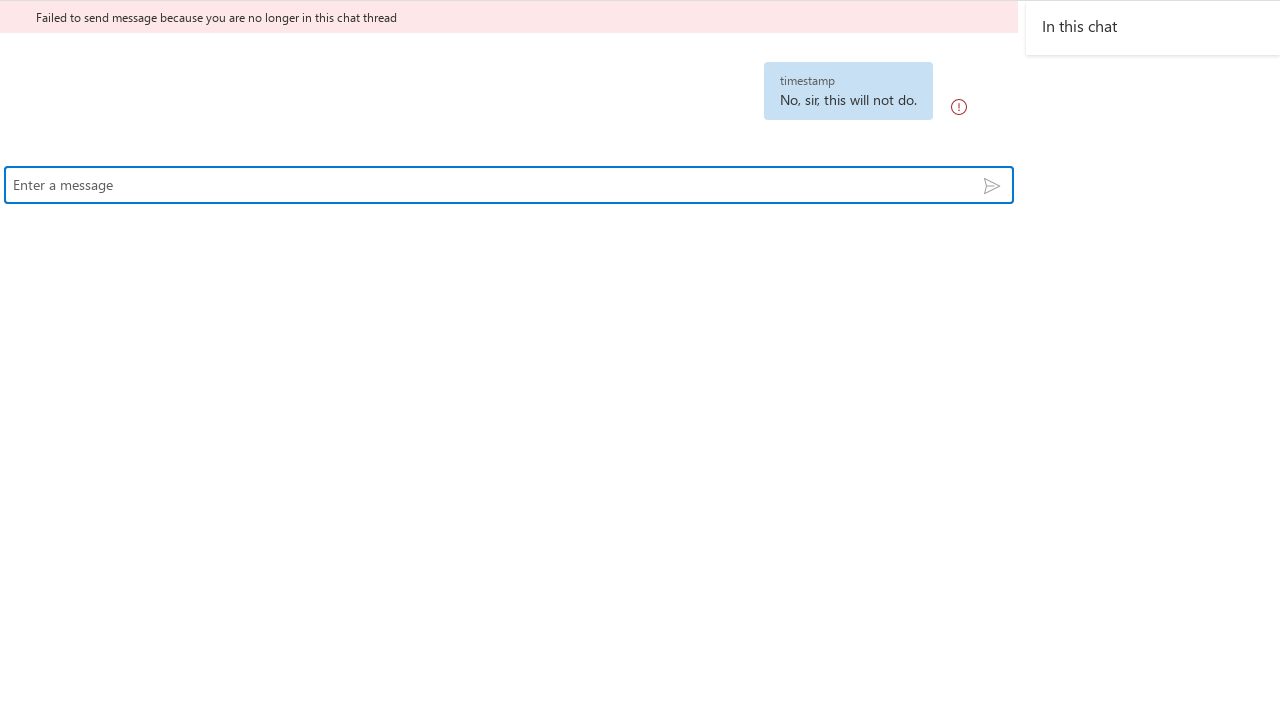 Failed to send message because you are no longer in this chat thread
In this chat
timestamp
No, sir, this will not do.
Enter a message